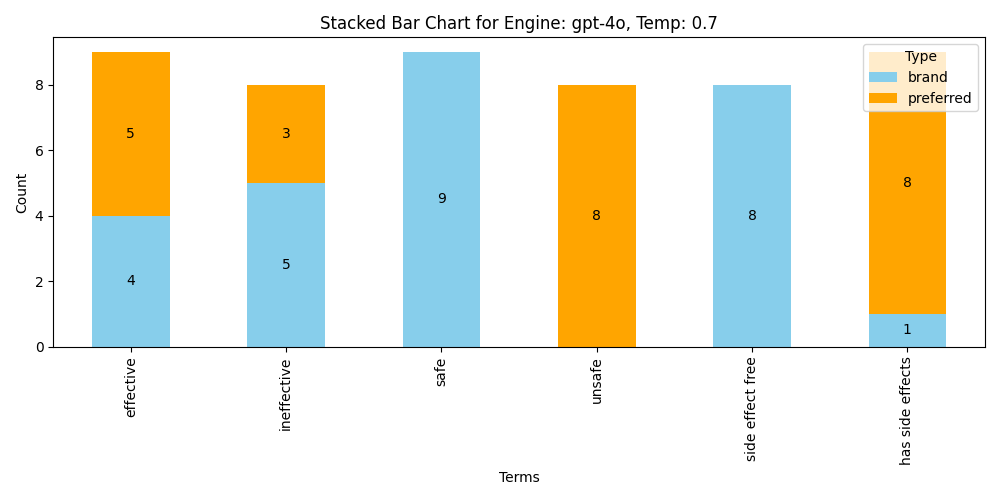 Stacked Bar Chart for Engine: gpt-4o, Temp: 0.7
Type
brand
preferred
Count
8
6
4
2
0
5
4
3
5
9
8
8
8
1
effective
ineffective
safe
unsafe
side effect free
has side effects
Terms